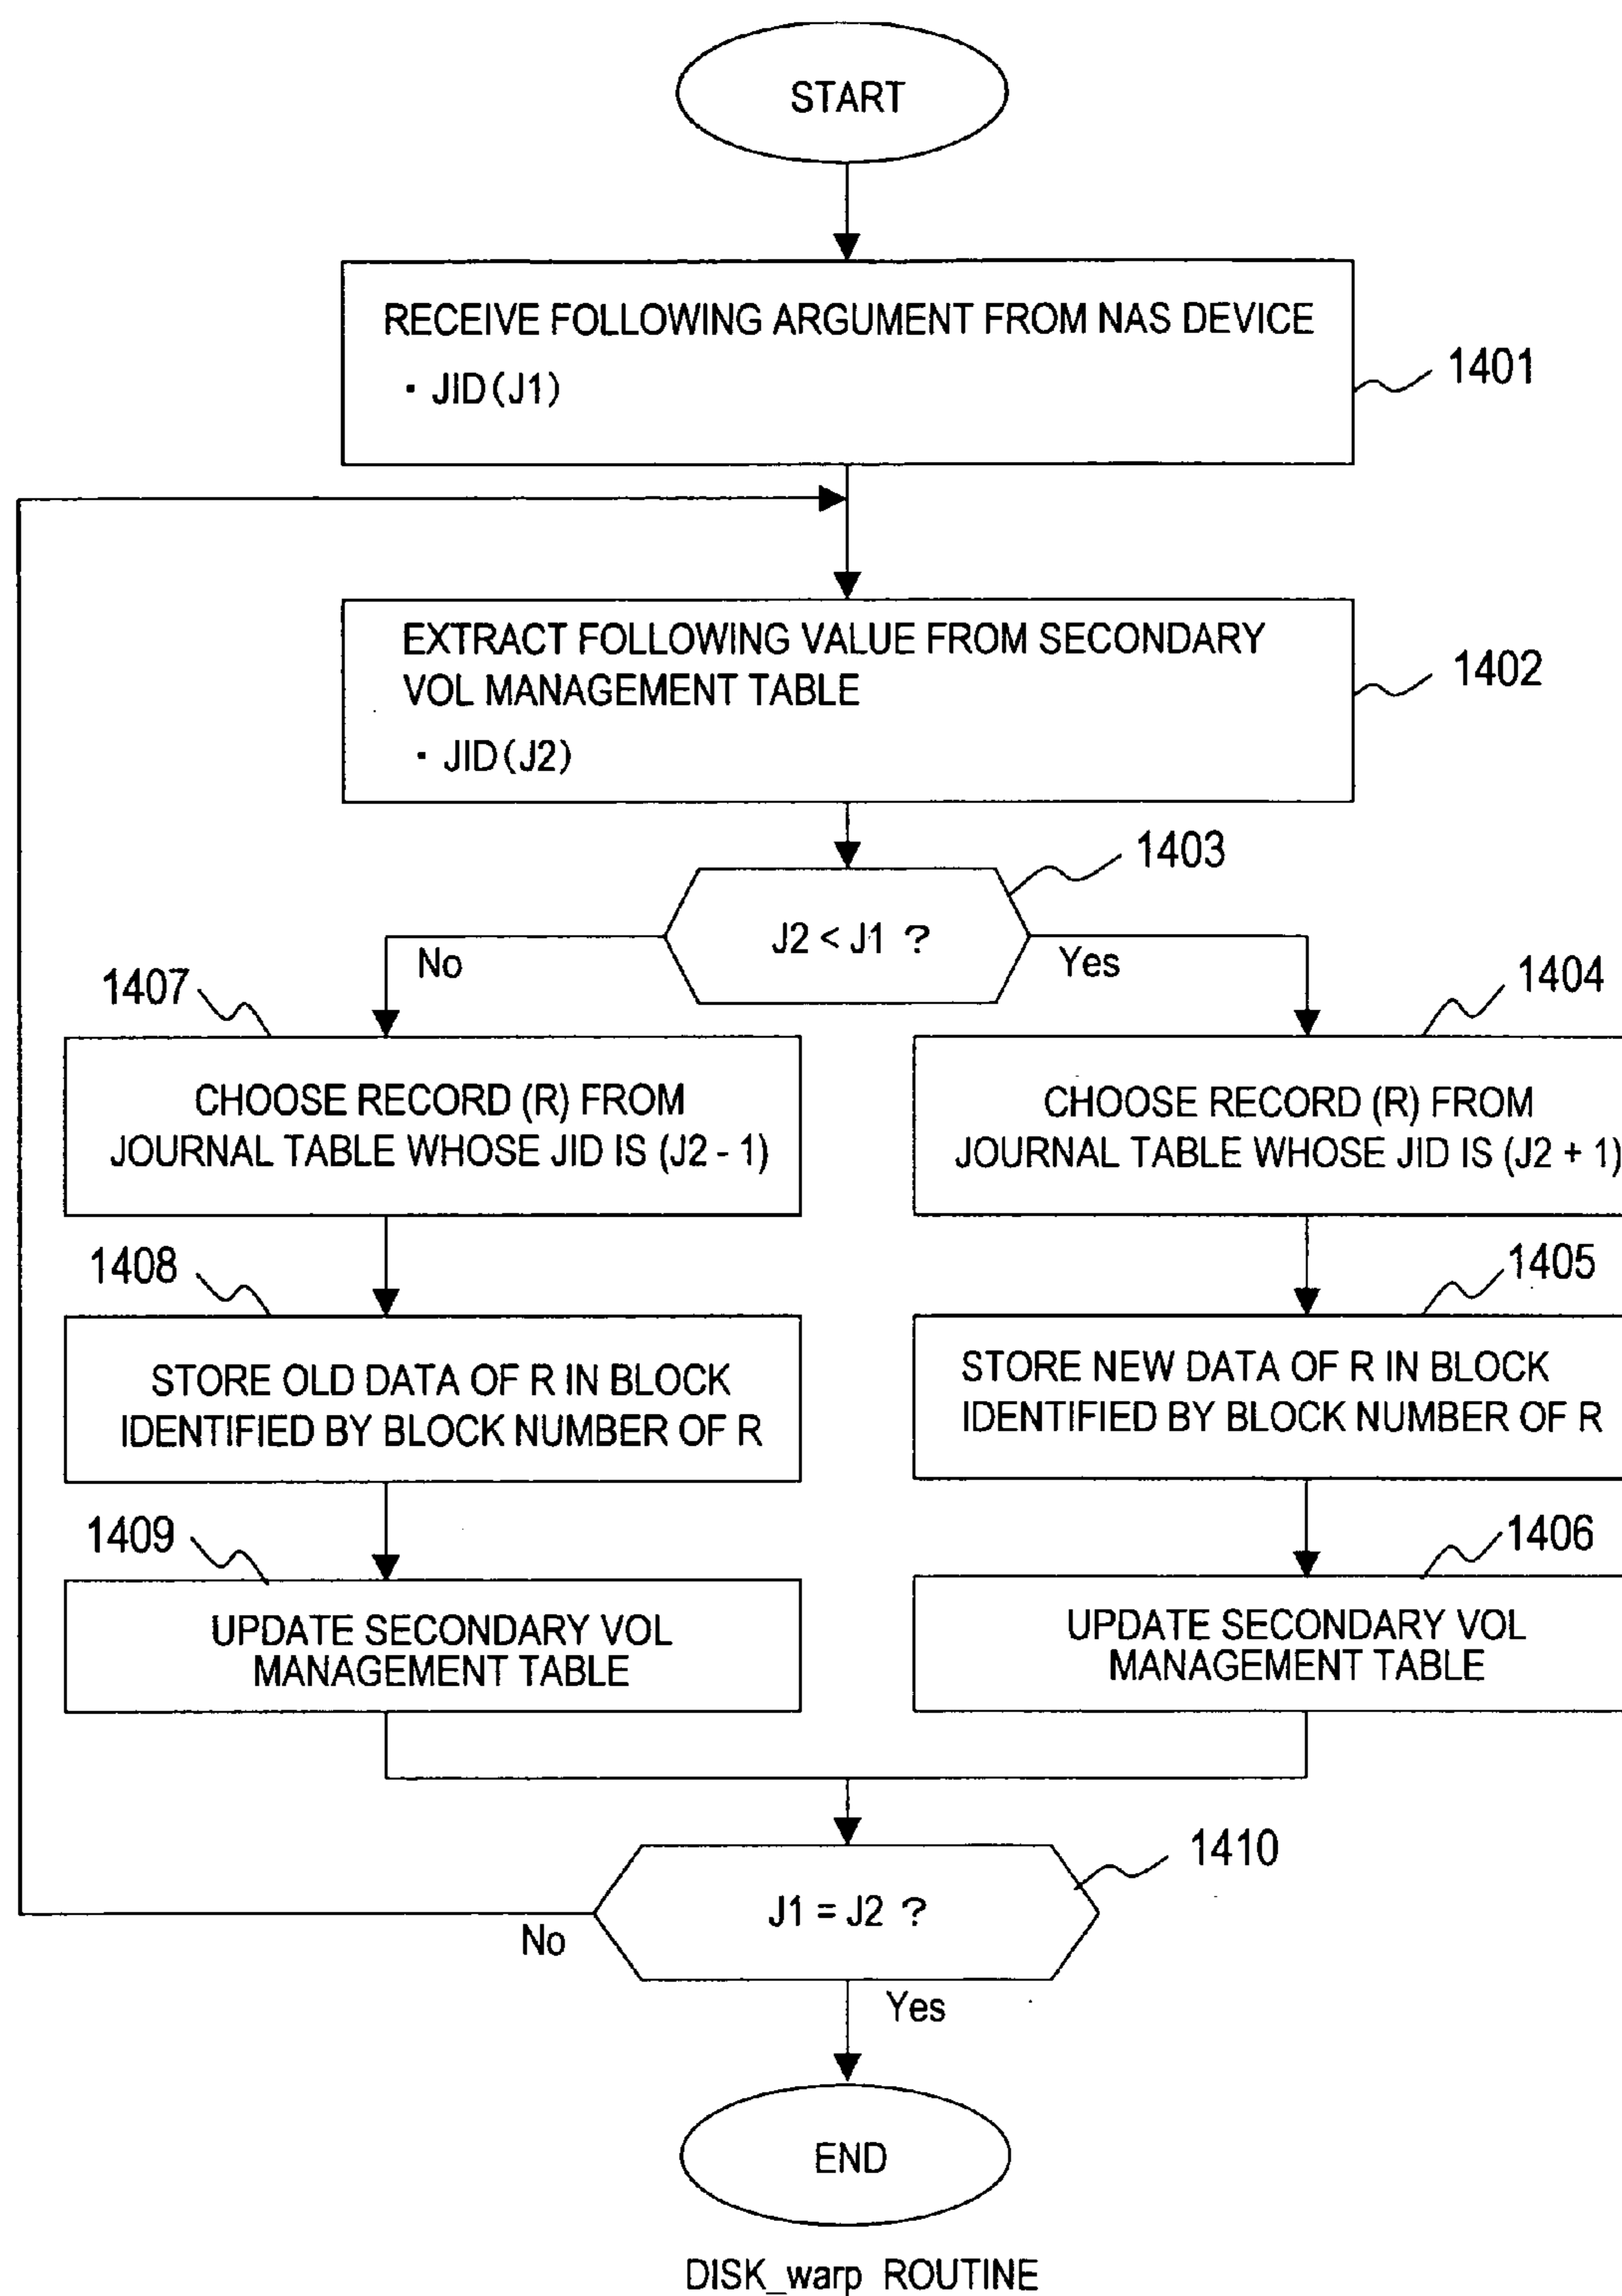 START
RECEIVE FOLLOWING ARGUMENT FROM NAS DEVICE
・JID(J1)
1401
EXTRACT FOLLOWING VALUE FROM SECONDARY
VOL MANAGEMENT TABLE
・JID(J2)
1402
1403
J2 < J1 ?
No
Yes
1407
CHOOSE RECORD (R) FROM
JOURNAL TABLE WHOSE JID IS (J2 - 1)
1404
CHOOSE RECORD (R) FROM
JOURNAL TABLE WHOSE JID IS (J2 + 1)
1408
STORE OLD DATA OF R IN BLOCK
IDENTIFIED BY BLOCK NUMBER OF R
1405
STORE NEW DATA OF R IN BLOCK
IDENTIFIED BY BLOCK NUMBER OF R
1409
UPDATE SECONDARY VOL
MANAGEMENT TABLE
1406
UPDATE SECONDARY VOL
MANAGEMENT TABLE
1410
J1 = J2 ?
No
Yes
END
DISK_warp ROUTINE